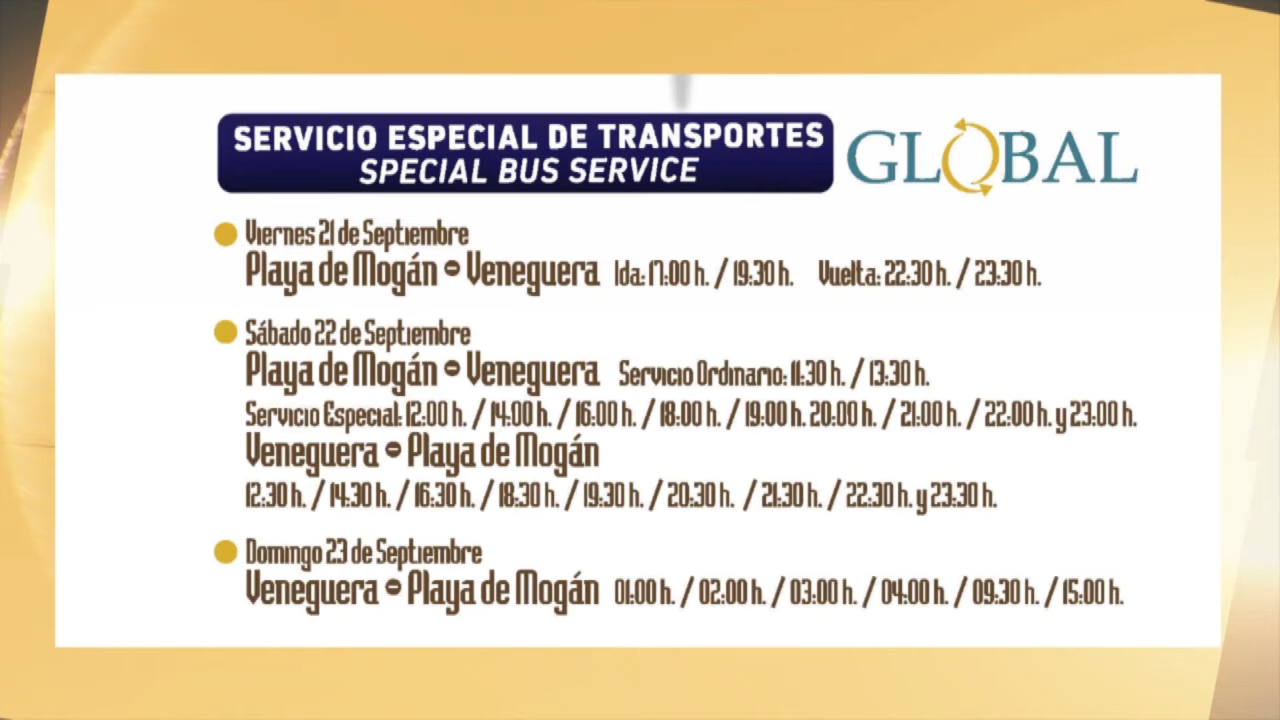 SERVICIO ESPECIAL DE TRANSPORTES
SPECIAL BUS SERVICE
GLOBAL
Viernes 21 de Septiembre
Playa de Mogán - Veneguera Ida: 17:00 h. / 19:30 h. Vuelta: 22:30 h. / 23:30 h.
Sábado 22 de Septiembre
Playa de Mogán - Veneguera Servicio Ordinario: 11:30 h. / 13:30 h.
Servicio Especial: 12:00 h. / 14:00 h. / 16:00 h. / 18:00 h. / 19:00 h. 20:00 h. / 21:00 h. / 22:00 h. y 23:00 h.
Veneguera - Playa de Mogán
12:30 h. / 14:30 h. / 16:30 h. / 18:30 h. / 19:30 h. / 20:30 h. / 21:30 h. / 22:30 h. y 23:30 h.
Domingo 23 de Septiembre
Veneguera - Playa de Mogán 01:00 h. / 02:00 h. / 03:00 h. / 04:00 h. / 09:30 h. / 15:00 h.